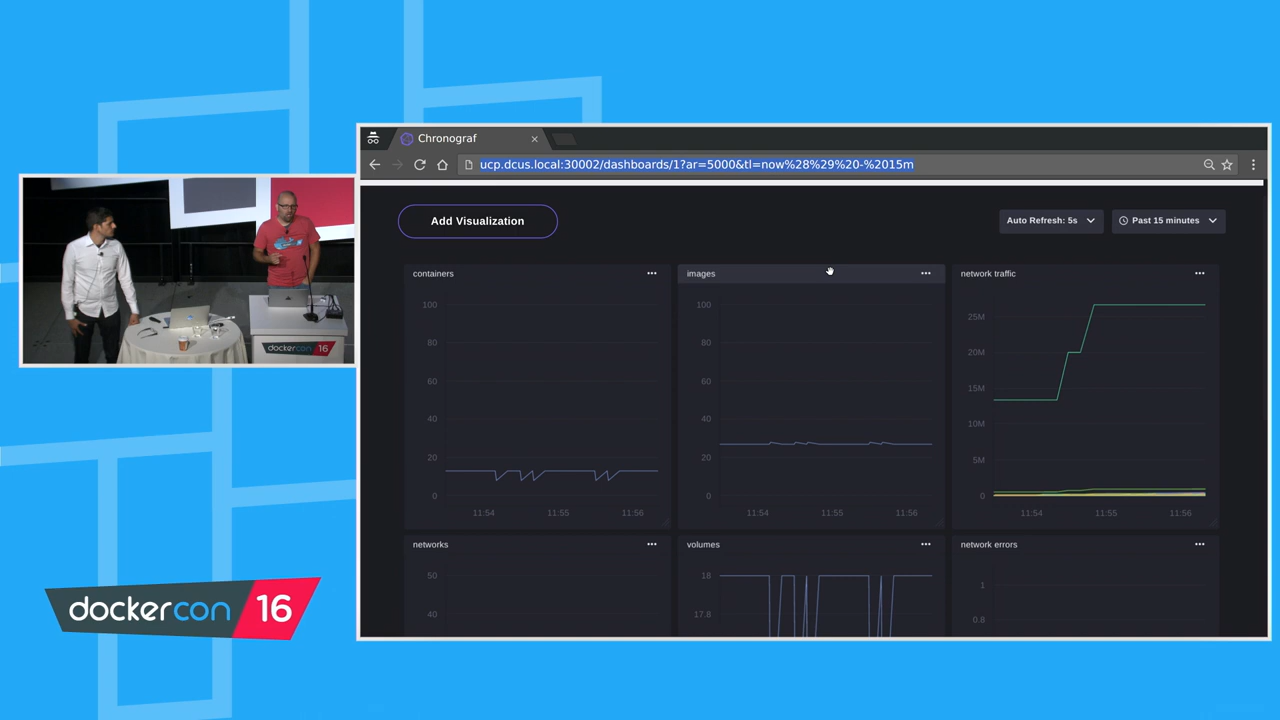 Chronograf
ucp.dcus.local:30002/dashboards/1?ar=5000&tl=now%28%29%20-%2015m
Add Visualization
Auto Refresh: 5s
Past 15 minutes
containers
images
network traffic
100
80
60
40
20
0
11:54
11:55
11:56
100
80
60
40
20
0
11:54
11:55
11:56
25M
20M
15M
10M
5M
0
11:54
11:55
11:56
networks
volumes
network errors
50
40
18
17.8
1
0.8
dockercon 16
dockercon 16